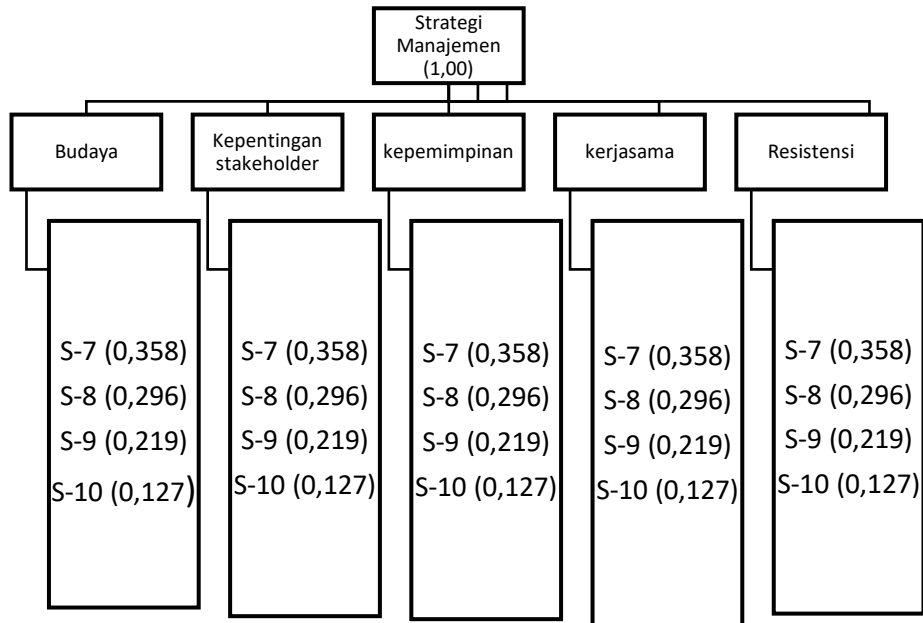 Strategi
Manajemen
(1,00)
Budaya
Kepentingan
stakeholder
kepemimpinan
kerjasama
Resistensi
S-7 (0,358)
S-8 (0,296)
S-9 (0,219)
S-10 (0,127)
S-7 (0,358)
S-8 (0,296)
S-9 (0,219)
S-10 (0,127)
S-7 (0,358)
S-8 (0,296)
S-9 (0,219)
S-10 (0,127)
S-7 (0,358)
S-8 (0,296)
S-9 (0,219)
S-10 (0,127)
S-7 (0,358)
S-8 (0,296)
S-9 (0,219)
S-10 (0,127)